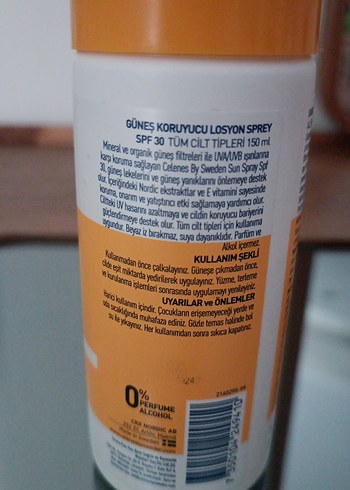 GÜNEŞ KORUYUCU LOSYON SPREY
SPF 30 TÜM CİLT TİPLERİ 150 ml
Mineral ve organik güneş filtreleri ile UVA/UVB ışınlarına
karşı koruma sağlayan Celenes By Sweden Sun Spray Spf
30, güneş lekelerini ve güneş yanıklarını önlemeye destek
olur. İçeriğindeki Nordic ekstraktlar ve E vitamini sayesinde
koruma, onarım ve yatıştırıcı etki sağlamaya yardımcı olur.
Ciltteki UV hasarını azaltmaya ve cildin koruyucu bariyerini
güçlendirmeye destek olur. Tüm cilt tipleri için kullanıma
uygundur. Beyaz iz bırakmaz, suya dayanıklıdır. Parfüm ve
Alkol içermez.
KULLANIM ŞEKLİ
Kullanmadan önce çalkalayınız. Güneşe çıkmadan önce,
cilde eşit miktarda yedirilerek uygulayınız. Yüzme, terleme
ve kurulanma işlemleri sonrasında uygulamayı yenileyiniz.
UYARILAR ve ÖNLEMLER
Harici kullanım içindir. Çocukların erişemeyeceği yerde ve
oda sıcaklığında muhafaza ediniz. Gözle temas halinde bol
su ile yıkayınız. Her kullanımdan sonra sıkıca kapatınız.
0%
PERFUME
ALCOHOL
CRX NORDIC AB